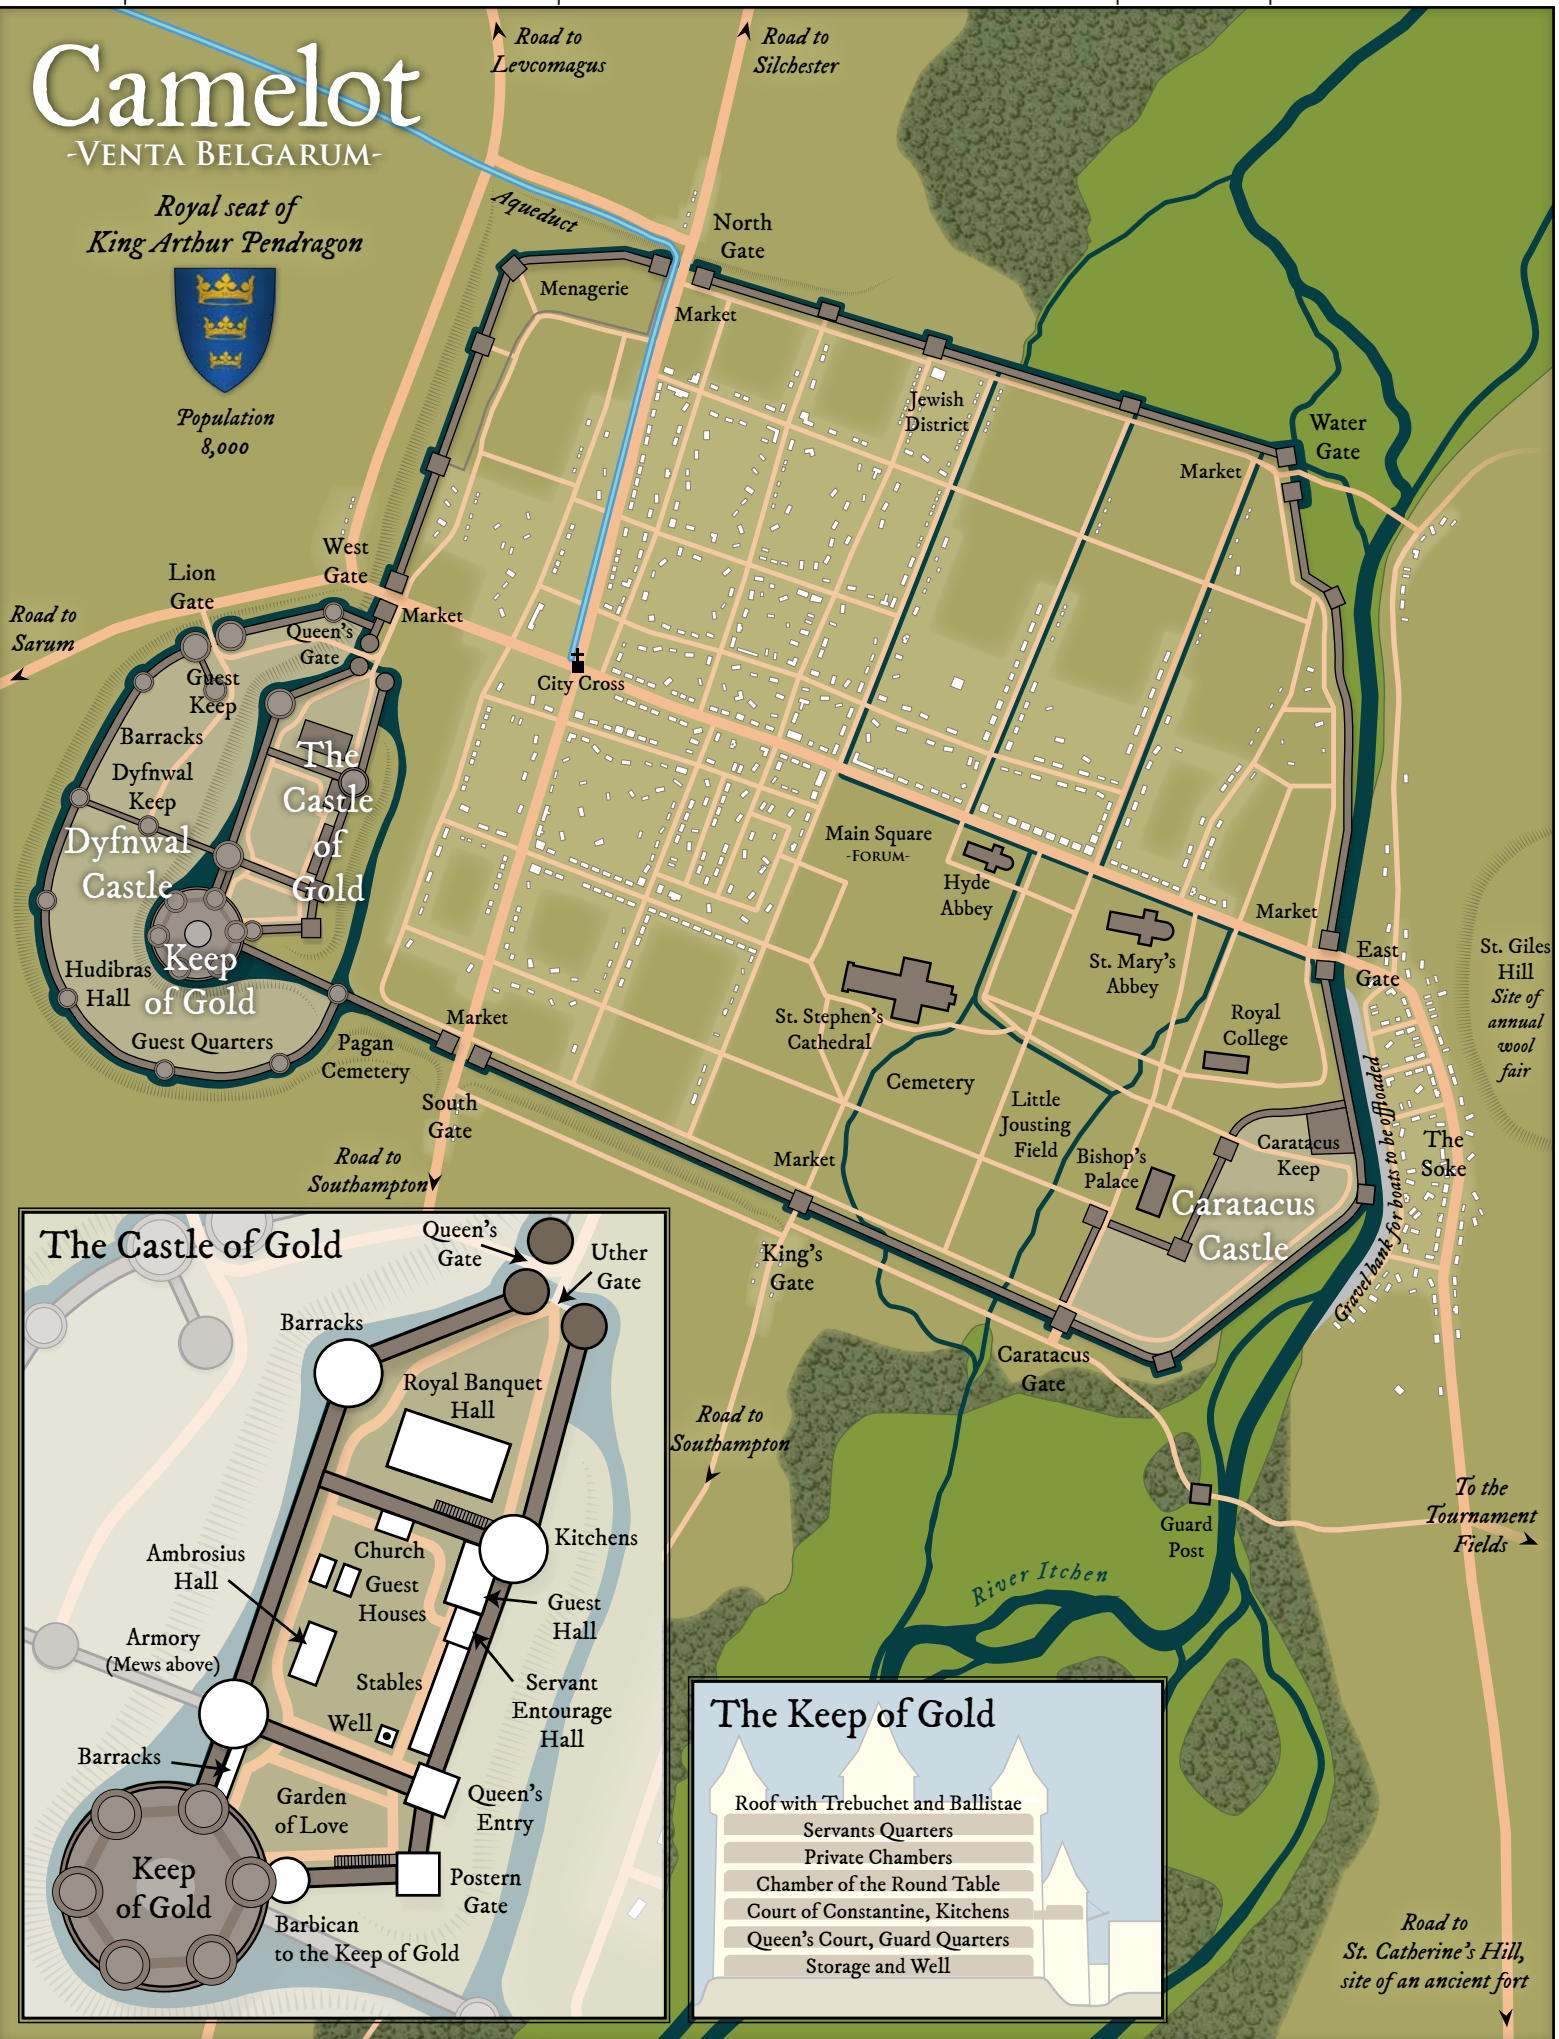 Camelot
-VENTA BELGARUM-
Royal seat of
King Arthur Pendragon
Population
8,000
Road to
Levcomagus
Road to
Silchester
Aqueduct
North
Gate
Menagerie
Market
Jewish
District
Water
Gate
Market
West
Gate
Lion
Gate
Road to
Sarum
Market
Queen's
Gate
Guest
Keep
City Cross
Barracks
Dyfnwal
Keep
The
Castle
of
Gold
Dyfnwal
Castle
Main Square
-FORUM-
Hyde
Abbey
Market
East
Gate
St. Giles
Hill
Site of
annual
wool
fair
St. Mary's
Abbey
Keep
of Gold
Hudibras
Hall
Guest Quarters
Pagan
Cemetery
Market
South
Gate
St. Stephen's
Cathedral
Royal
College
Cemetery
Little
Jousting
Field
Caratacus
Keep
The
Soke
Gravel bank for boats to be offloaded
Bishop's
Palace
Caratacus
Castle
Road to
Southampton
Market
King's
Gate
Caratacus
Gate
Road to
Southampton
Guard
Post
To the
Tournament
Fields
River Itchen
Road to
St. Catherine's Hill,
site of an ancient fort
The Castle of Gold
Queen's
Gate
Uther
Gate
Barracks
Royal Banquet
Hall
Kitchens
Church
Guest
Houses
Ambrosius
Hall
Guest
Hall
Armory
(Mews above)
Stables
Servant
Entourage
Hall
Well
Barracks
Garden
of Love
Queen's
Entry
Keep
of Gold
Postern
Gate
Barbican
to the Keep of Gold
The Keep of Gold
Roof with Trebuchet and Ballistae
Servants Quarters
Private Chambers
Chamber of the Round Table
Court of Constantine, Kitchens
Queen's Court, Guard Quarters
Storage and Well